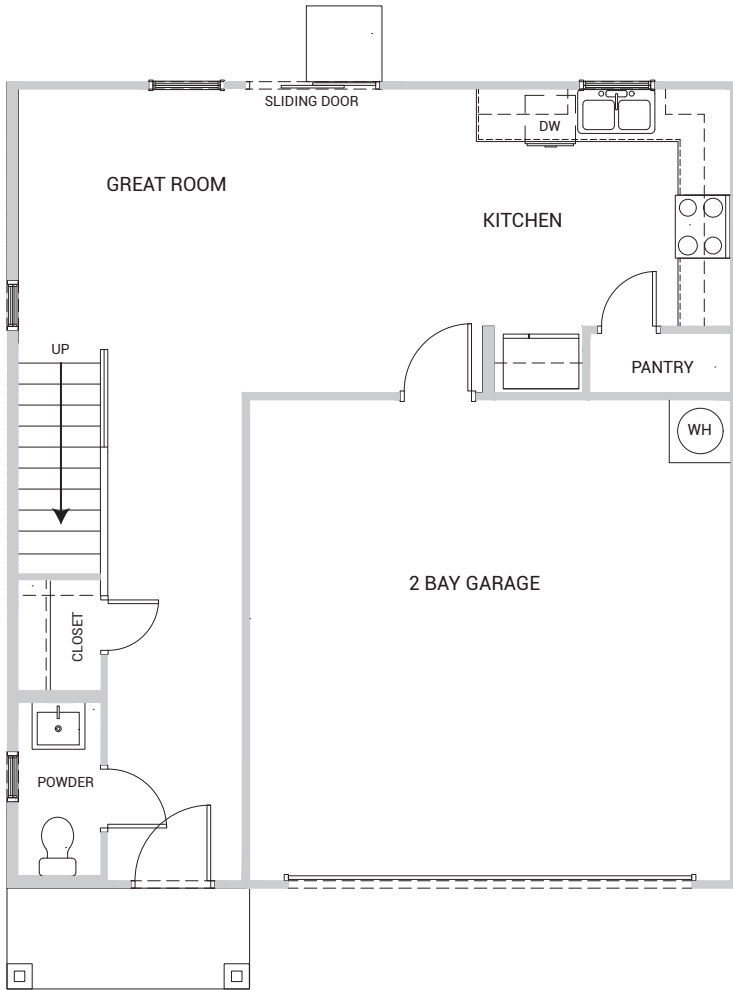 SLIDING DOOR
DW
GREAT ROOM
KITCHEN
UP
PANTRY
WH
2 BAY GARAGE
CLOSET
POWDER